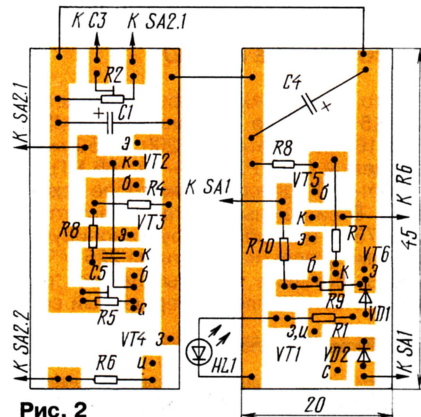 К С3 К SA2.1
К SA2.1
R2
+ С1
э
к VT2
б
R4
VT3
R8 э
к
С5
б
R5 с
VT4 з
К SA2.2
R6 и
С4
+
R8
VT5
б
К SA1
к
К R6
R10 э
R7
VT6
б к э
R9
VD1
з,и R1
HL1
VT1 VD2
с
К SA1
45
20
Рис. 2